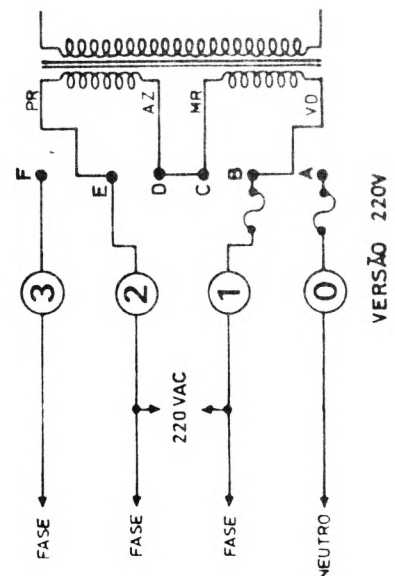 PR
AZ
MR
VD
F
E
D
C
B
A
3
2
1
0
220 VAC
FASE
FASE
FASE
NEUTRO
VERSÃO 220V